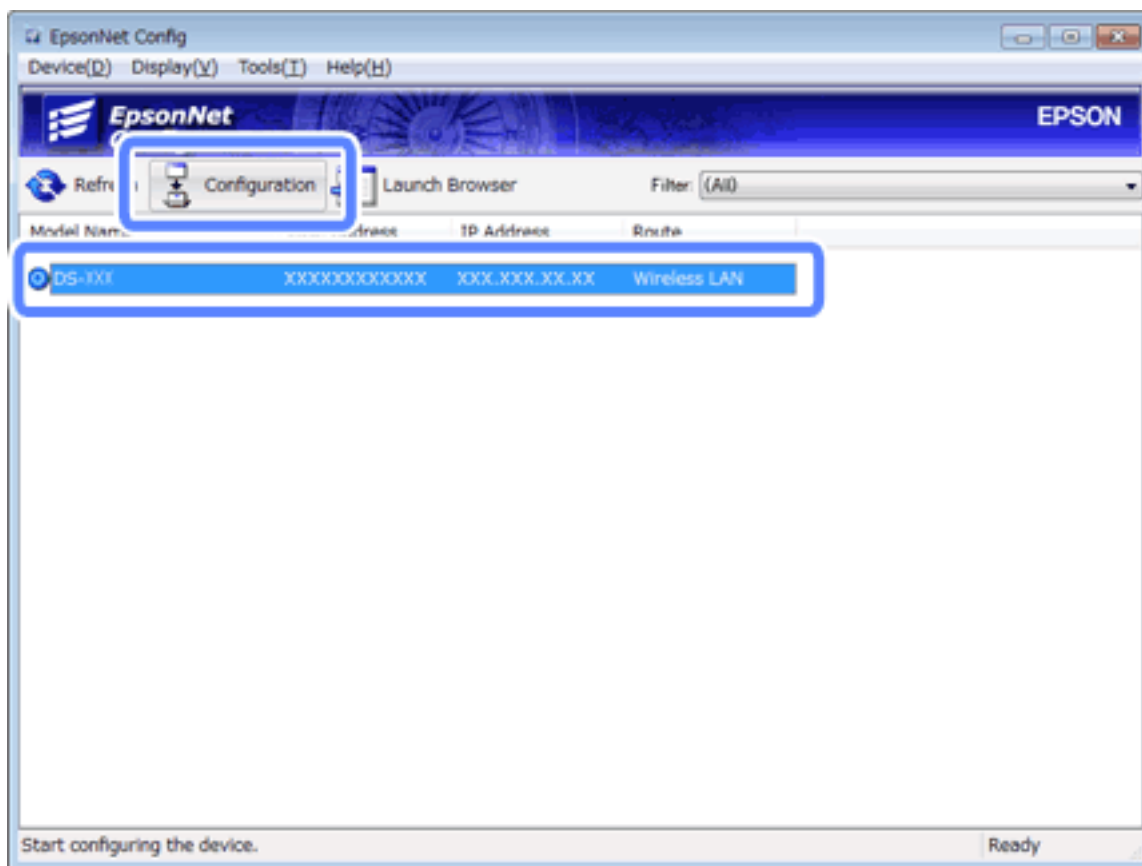 EpsonNet Config
Device(D) Display(V) Tools(T) Help(H)
EpsonNet
EPSON
Configuration Launch Browser Filter: (All)
IP Address Route
DS-XXX XXXXXXXXXXXX XXX.XXX.XX.XX Wireless LAN
Start configuring the device. Ready